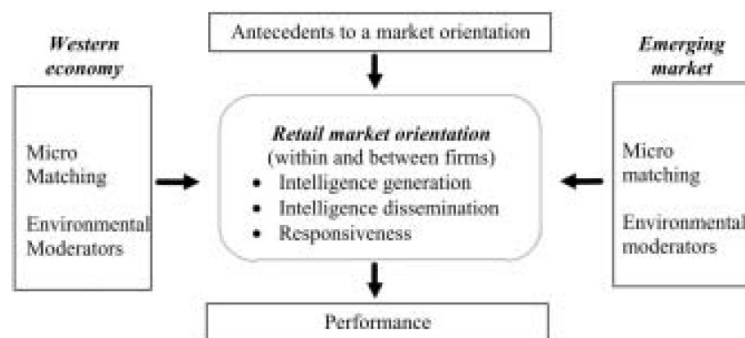 Antecedents to a market orientation
Western
economy
Micro
Matching
Environmental
Moderators
Retail market orientation
(within and between firms)
• Intelligence generation
• Intelligence dissemination
• Responsiveness
Emerging
market
Micro
matching
Environmental
moderators
Performance